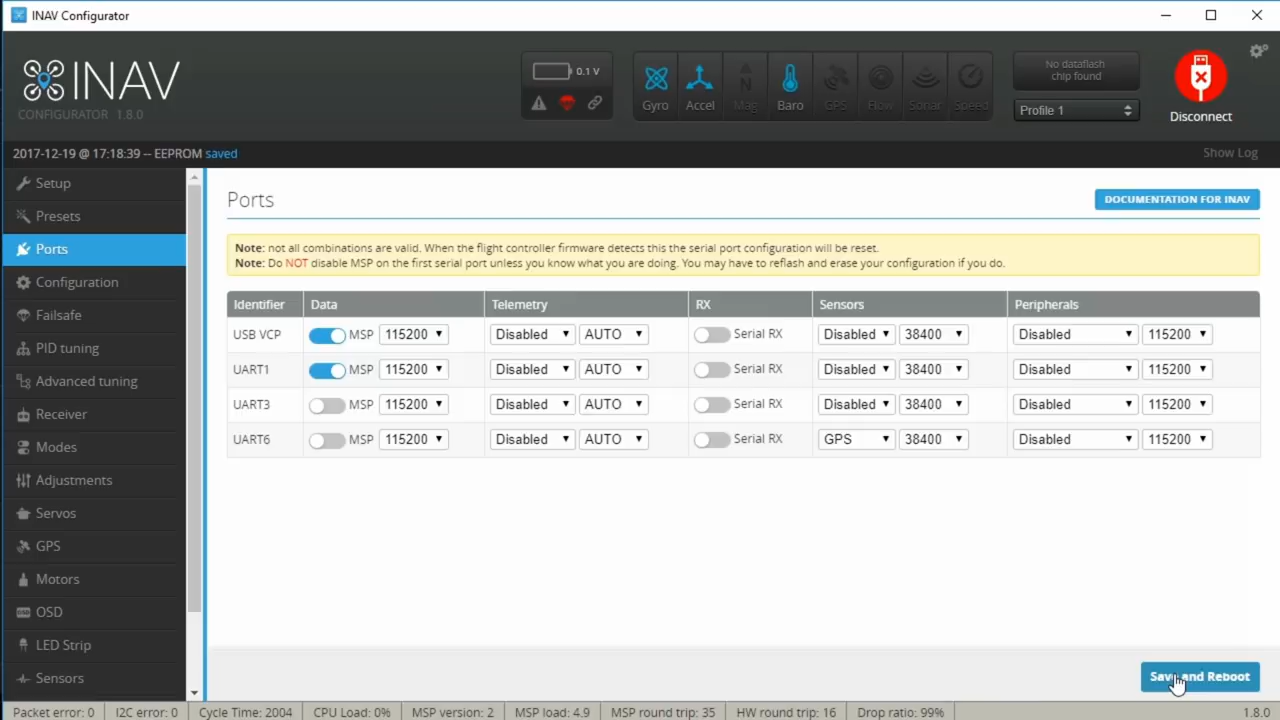 INAV Configurator
INAV
CONFIGURATOR 1.8.0
0.1 V
Gyro Accel Mag Baro GPS Flow Sonar Speed
No dataflash
chip found
Profile 1
Disconnect
2017-12-19 @ 17:18:39 -- EEPROM saved
Show Log
Setup
Presets
Ports
Configuration
Failsafe
PID tuning
Advanced tuning
Receiver
Modes
Adjustments
Servos
GPS
Motors
OSD
LED Strip
Sensors
Ports
DOCUMENTATION FOR INAV
Note: not all combinations are valid. When the flight controller firmware detects this the serial port configuration will be reset.
Note: Do NOT disable MSP on the first serial port unless you know what you are doing. You may have to reflash and erase your configuration if you do.
Identifier Data Telemetry RX Sensors Peripherals
USB VCP MSP 115200 Disabled AUTO Serial RX Disabled 38400 Disabled 115200
UART1 MSP 115200 Disabled AUTO Serial RX Disabled 38400 Disabled 115200
UART3 MSP 115200 Disabled AUTO Serial RX Disabled 38400 Disabled 115200
UART6 MSP 115200 Disabled AUTO Serial RX GPS 38400 Disabled 115200
Save and Reboot
Packet error: 0 I2C error: 0 Cycle Time: 2004 CPU Load: 0% MSP version: 2 MSP load: 4.9 MSP round trip: 35 HW round trip: 16 Drop ratio: 99% 1.8.0